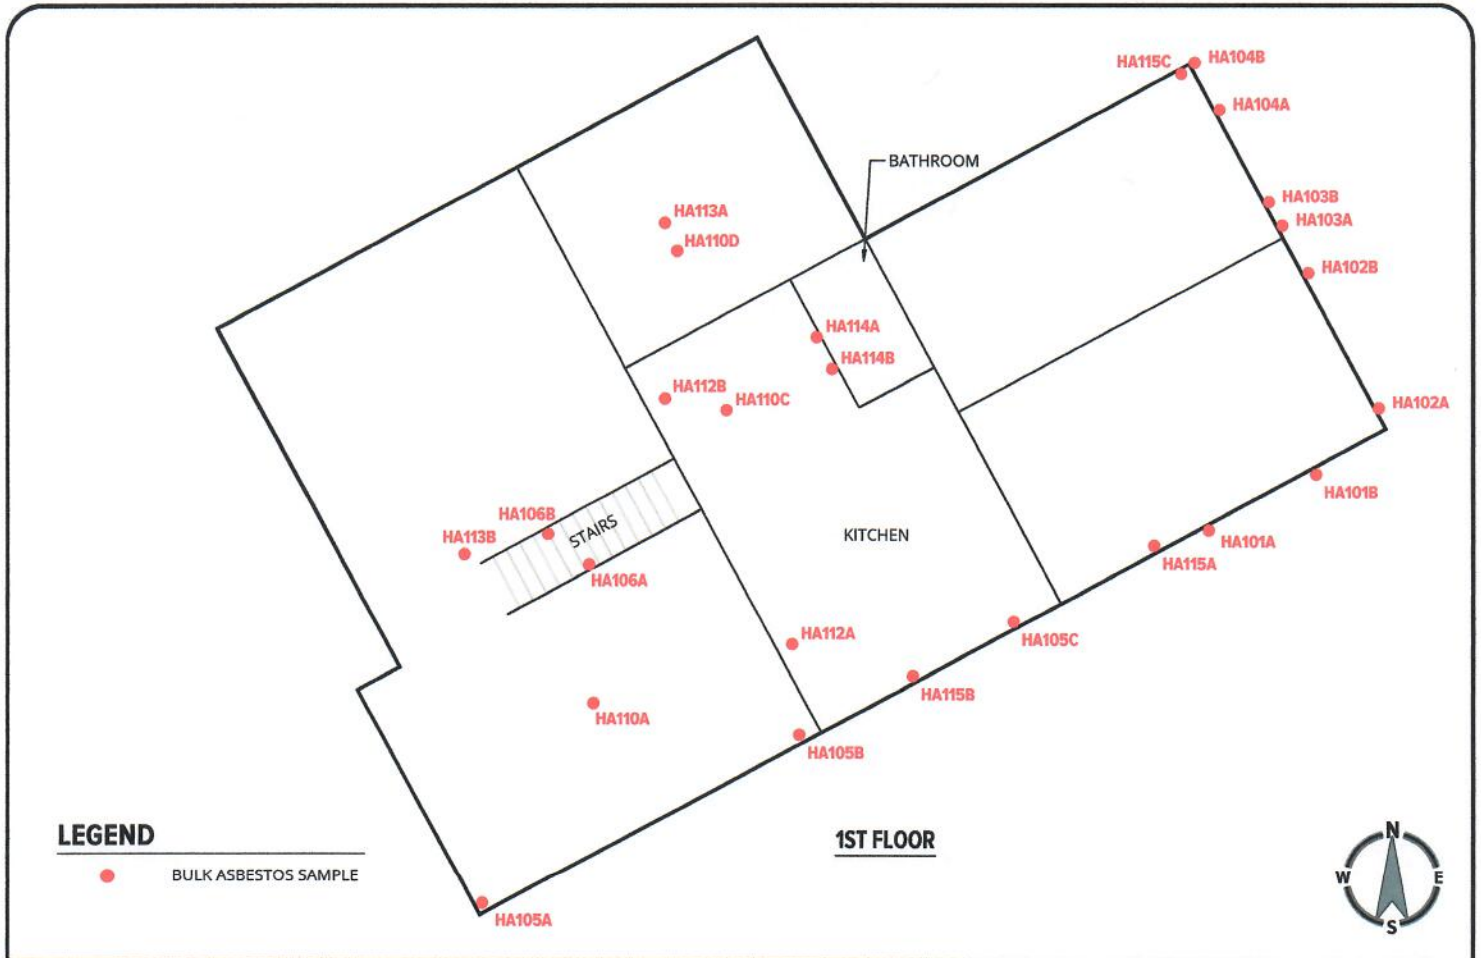 HA115C
HA104B
HA104A
BATHROOM
HA113A
HA103B
HA103A
HA110D
HA102B
HA114A
HA114B
HA112B
HA110C
HA102A
HA101B
HA106B
STAIRS
HA113B
KITCHEN
HA101A
HA115A
HA106A
HA112A
HA105C
HA115B
HA110A
HA105B
LEGEND
1ST FLOOR
N
BULK ASBESTOS SAMPLE
W
E
HA105A
S